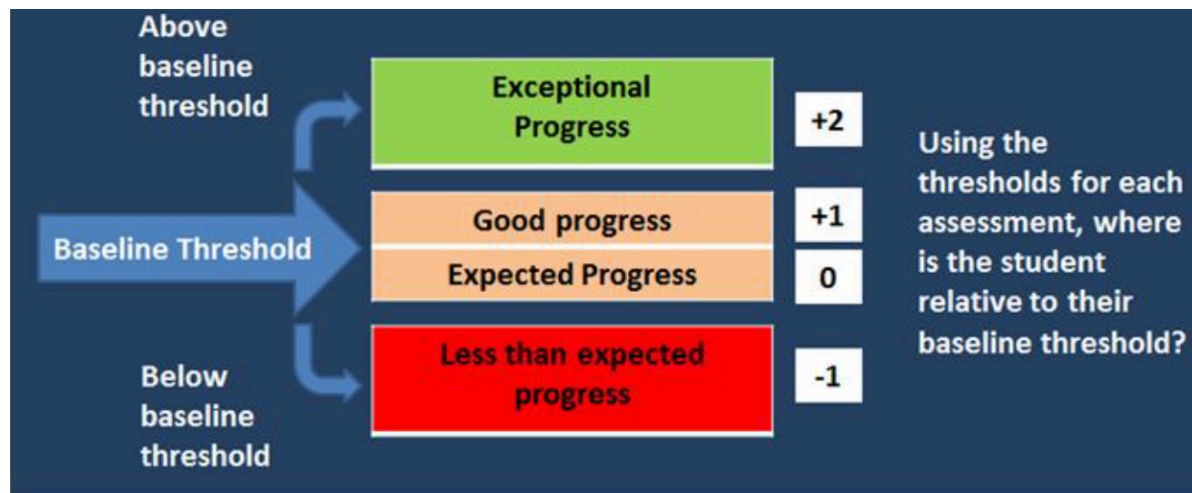 Above
baseline
threshold
Exceptional
Progress
+2
Good progress
+1
Baseline Threshold
Expected Progress
0
Less than expected
progress
-1
Below
baseline
threshold
Using the
thresholds for each
assessment, where
is the student
relative to their
baseline threshold?